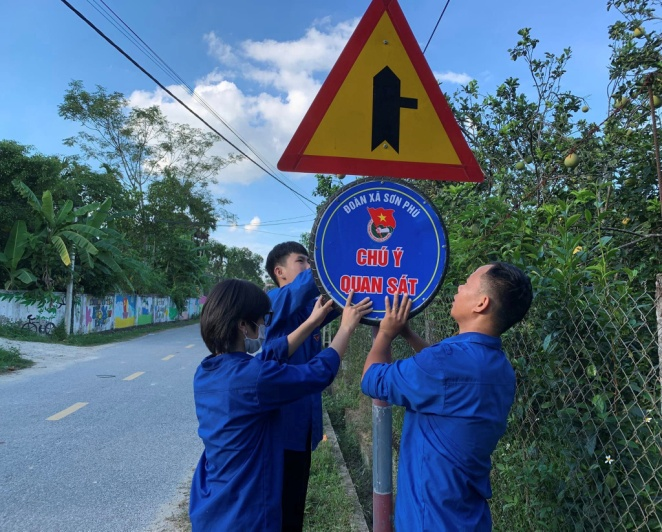 ĐOÀN XÃ SƠN PHÚ
CHÚ Ý
QUAN SÁT